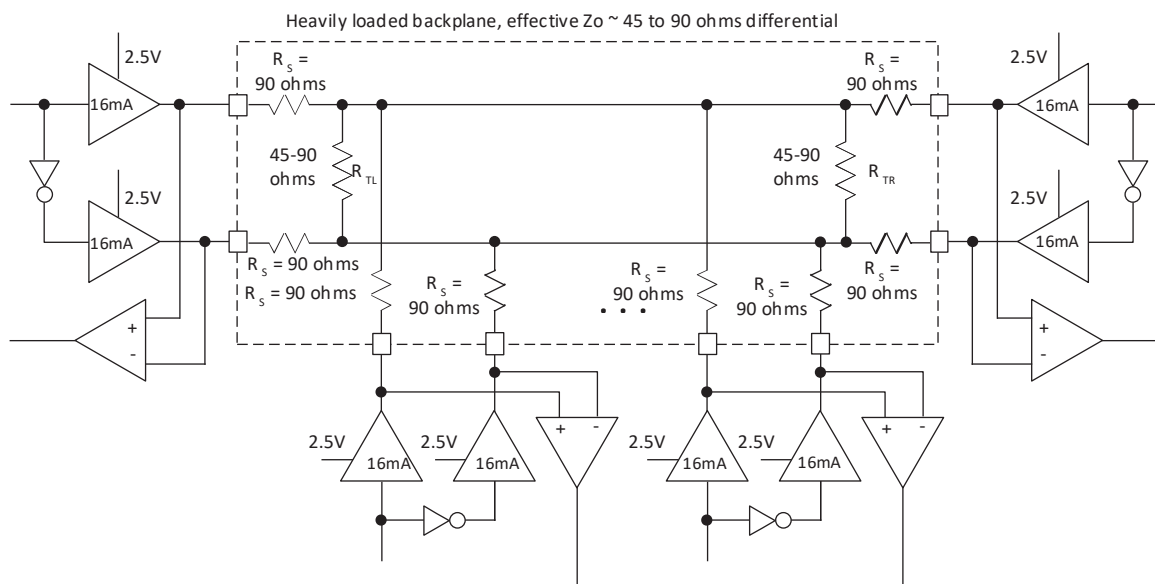 Heavily loaded backplane, effective Zo ~ 45 to 90 ohms differential
2.5V
16mA
2.5V
16mA
+
-
R S =
90 ohms
45-90
ohms
R TL
R S = 90 ohms
R S = 90 ohms
R S =
90 ohms
R S =
90 ohms
R S =
90 ohms
. . .
R S =
90 ohms
45-90
ohms
R TR
R S =
90 ohms
2.5V
16mA
2.5V
16mA
+
-
2.5V
16mA
2.5V
16mA
+ -
2.5V
16mA
2.5V
16mA
+ -